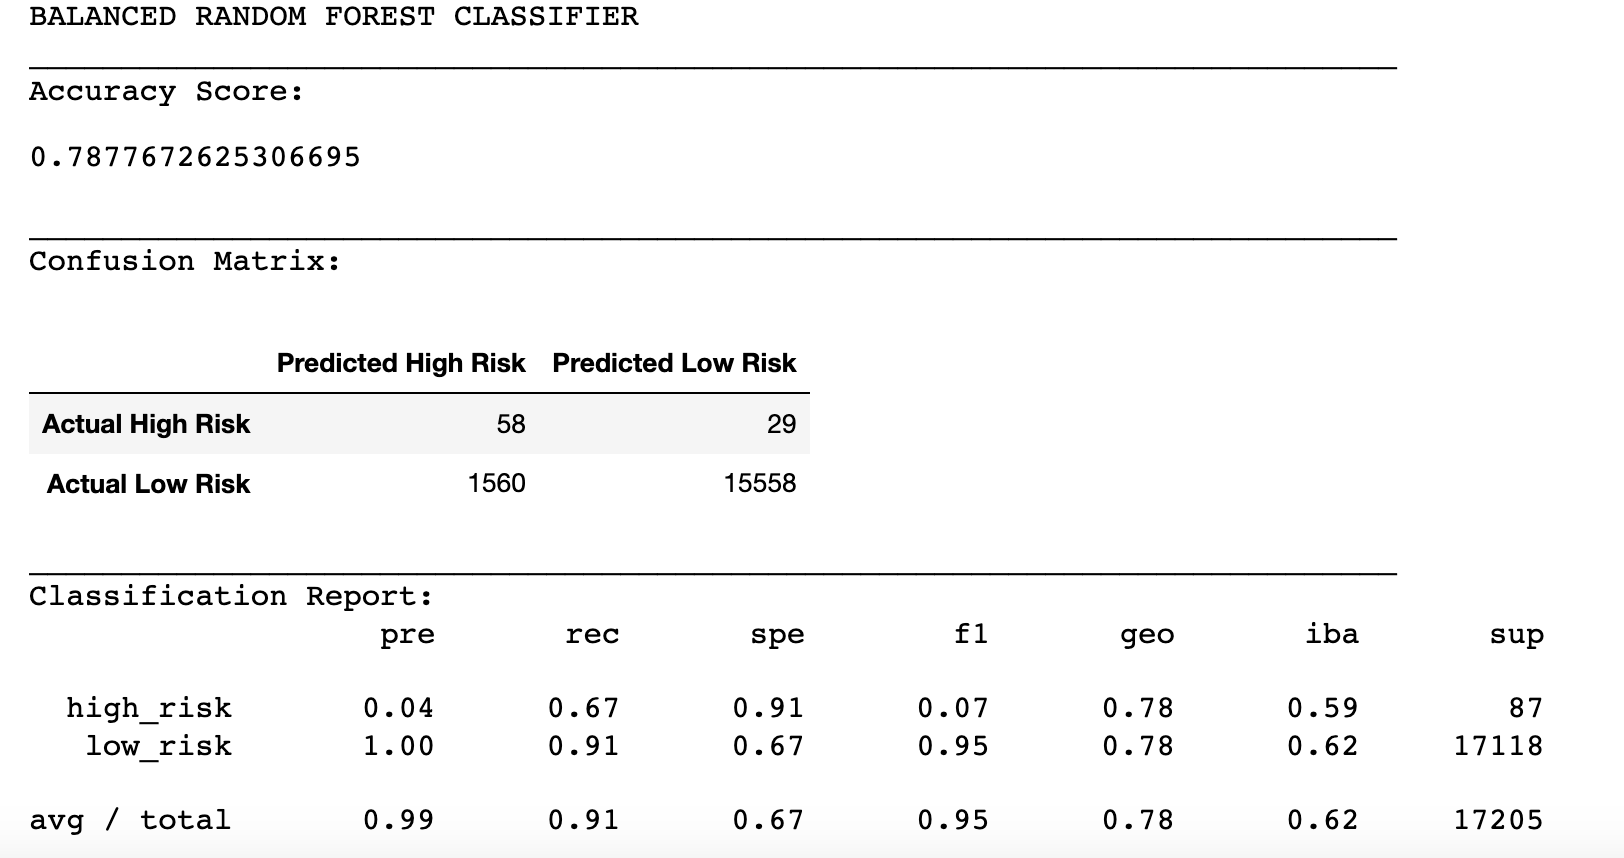 BALANCED RANDOM FOREST CLASSIFIER
Accuracy Score:
0.7877672625306695
Confusion Matrix:
Predicted High Risk Predicted Low Risk
Actual High Risk 58 29
Actual Low Risk 1560 15558
Classification Report:
pre rec spe f1 geo iba sup
high_risk 0.04 0.67 0.91 0.07 0.78 0.59 87
low_risk 1.00 0.91 0.67 0.95 0.78 0.62 17118
avg / total 0.99 0.91 0.67 0.95 0.78 0.62 17205